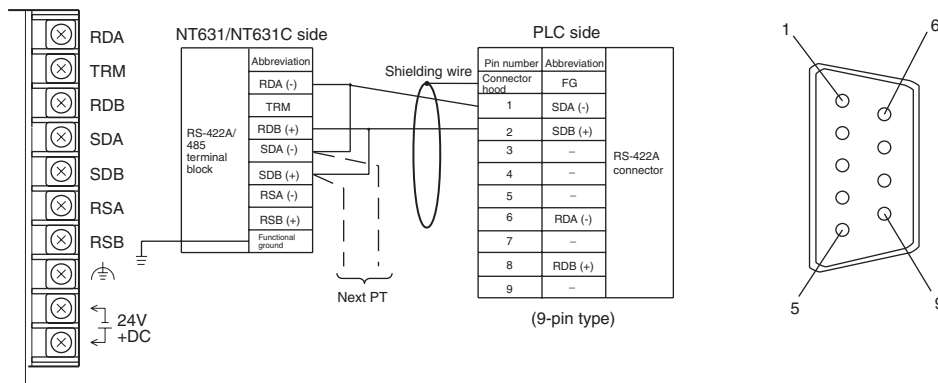 RDA
TRM
RDB
SDA
SDB
RSA
RSB
24V
+DC
NT631/NT631C side
RS-422A/
485
terminal
block
Abbreviation
RDA (-)
TRM
RDB (+)
SDA (-)
SDB (+)
RSA (-)
RSB (+)
Functional
ground
Shielding wire
Next PT
PLC side
Pin number Abbreviation
Connector
hood FG
1 SDA (-)
2 SDB (+)
3 –
4 –
5 –
6 RDA (-)
7 –
8 RDB (+)
9 –
RS-422A
connector
(9-pin type)
1
6
5
9